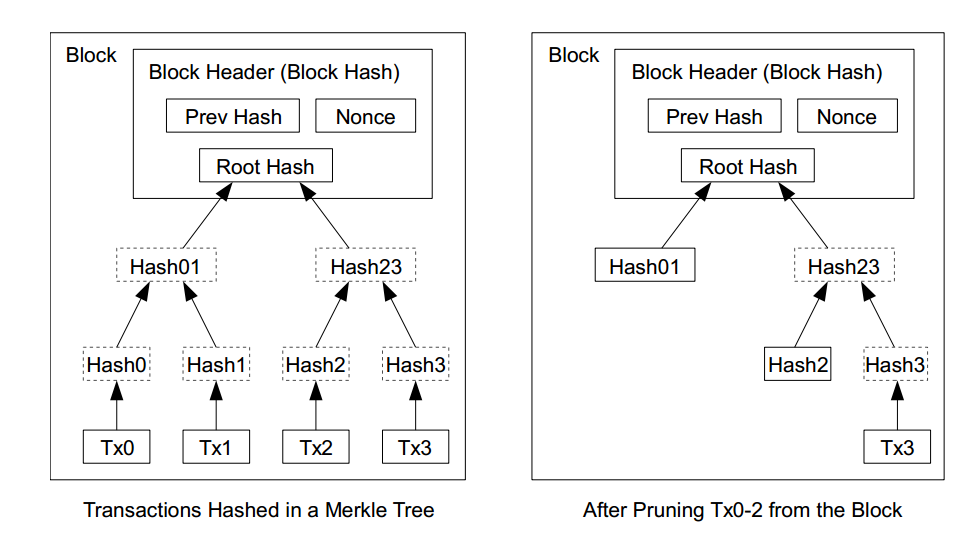 Block
Block Header (Block Hash)
Prev Hash
Nonce
Root Hash
Hash01
Hash23
Hash0
Hash1
Hash2
Hash3
Tx0
Tx1
Tx2
Tx3
Transactions Hashed in a Merkle Tree
Block
Block Header (Block Hash)
Prev Hash
Nonce
Root Hash
Hash01
Hash23
Hash2
Hash3
Tx3
After Pruning Tx0-2 from the Block